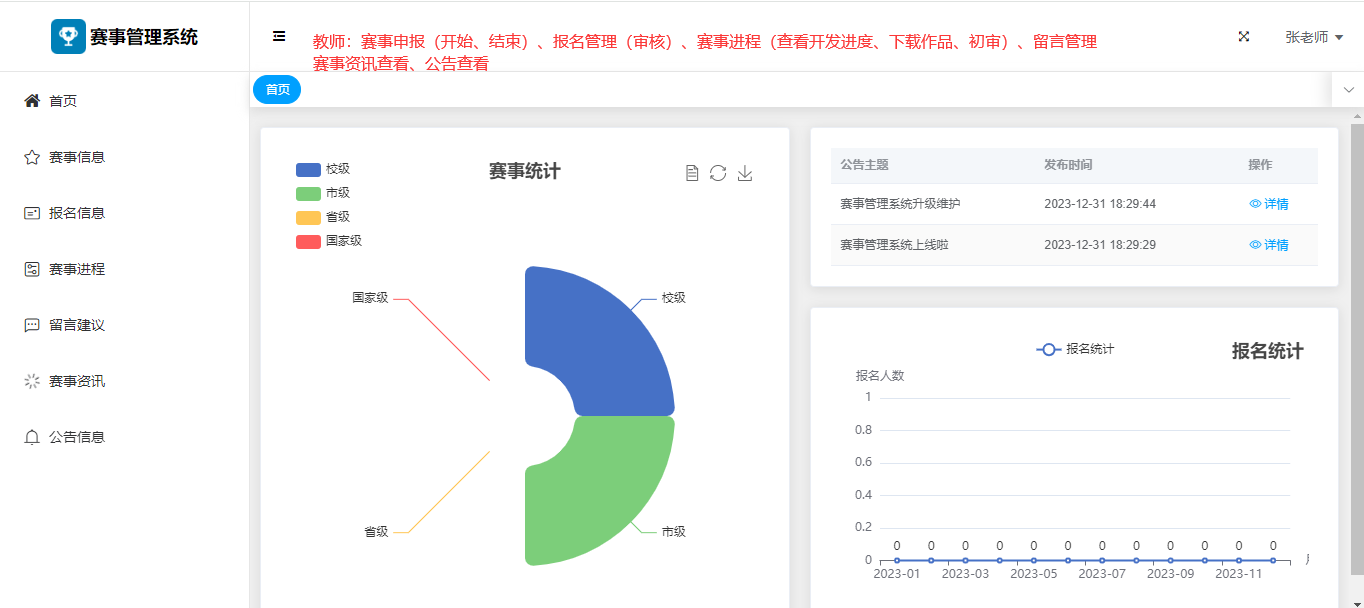 赛事管理系统
教师：赛事申报（开始、结束）、报名管理（审核）、赛事进程（查看开发进度、下载作品、初审）、留言管理
赛事资讯查看、公告查看
张老师
首页
首页
赛事信息
报名信息
赛事进程
留言建议
赛事资讯
公告信息
校级
市级
省级
国家级
赛事统计
国家级
校级
省级
市级
公告主题 发布时间 操作
赛事管理系统升级维护 2023-12-31 18:29:44 详情
赛事管理系统上线啦 2023-12-31 18:29:29 详情
报名统计
报名统计
报名人数
1
0.8
0.6
0.4
0.2
0 0 0 0 0 0 0 0 0 0 0 0
0
2023-01 2023-03 2023-05 2023-07 2023-09 2023-11